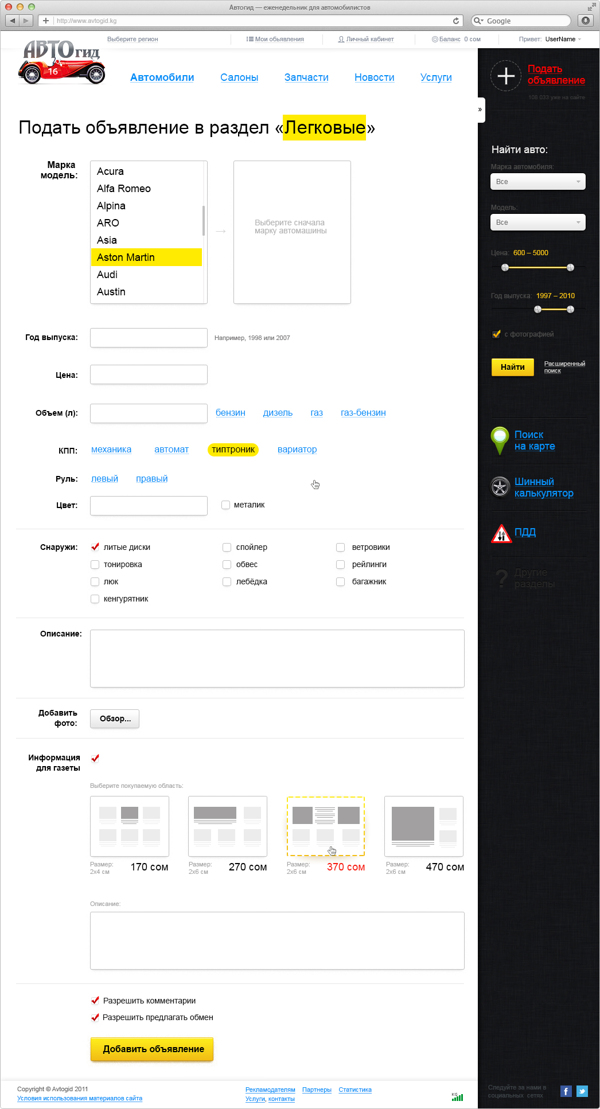 Автогид — еженедельник для автомобилистов
http://www.avtogid.kg
Google
Выберите регион
Мои обьявления
Личный кабинет
Баланс 0 сом
Привет: UserName
АВТОгид
16
Автомобили
Салоны
Запчасти
Новости
Услуги
Подать
объявление
»
Подать объявление в раздел «Легковые»
Марка
модель:
Acura
Alfa Romeo
Alpina
ARO
Asia
Aston Martin
Audi
Austin
→
Выберите сначала
марку автомашины
Год выпуска:
Например, 1998 или 2007
Цена:
Объем (л):
бензин
дизель
газ
газ-бензин
КПП:
механика
автомат
типтроник
вариатор
Руль:
левый
правый
Цвет:
металик
Снаружи:
литые диски
спойлер
ветровики
тонировка
обвес
рейлинги
люк
лебёдка
багажник
кенгурятник
Описание:
Добавить
фото:
Обзор...
Информация
для газеты
Выберите покупаемую область:
Размер:
2x4 см
170 сом
Размер:
2x6 см
270 сом
Размер:
2x6 см
370 сом
Размер:
2x6 см
470 сом
Описание:
Разрешить комментарии
Разрешить предлагать обмен
Добавить объявление
Найти авто:
Марка автомобиля:
Все
Модель:
Все
Цена: 600 – 5000
Год выпуска: 1997 – 2010
с фотографией
Найти
Расширенный
поиск
Поиск
на карте
Шинный
калькулятор
ПДД
?
Другие
разделы
Copyright © Avtogid 2011
Условия использования материалов сайта
Рекламодателям
Партнеры
Статистика
Услуги, контакты
Следуйте за нами в
социальных сетях